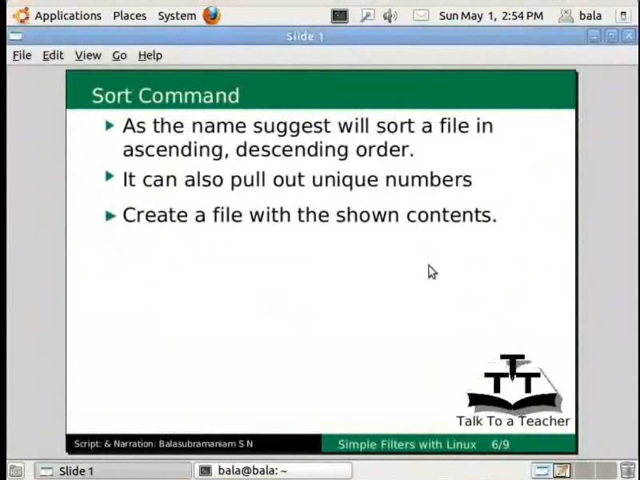 Applications Places System Sun May 1, 2:54 PM bala
Slide 1
File Edit View Go Help
Sort Command
As the name suggest will sort a file in
ascending, descending order.
It can also pull out unique numbers
Create a file with the shown contents.
T T T
Talk To a Teacher
Script: & Narration: Balasubramaniam S N Simple Filters with Linux 6/9
Slide 1 bala@bala: ~